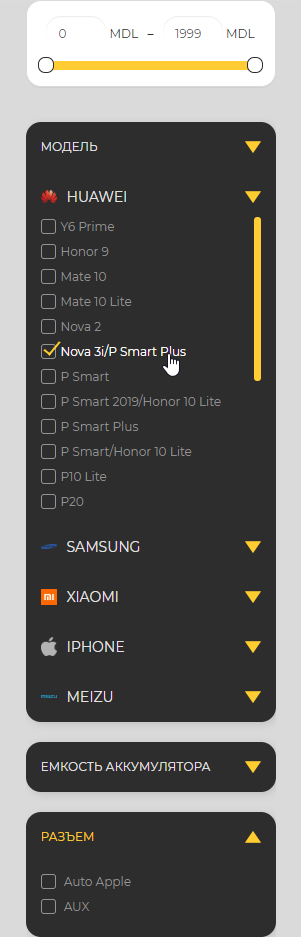 0 MDL – 1999 MDL
МОДЕЛЬ
HUAWEI
Y6 Prime
Honor 9
Mate 10
Mate 10 Lite
Nova 2
Nova 3i/P Smart Plus
P Smart
P Smart 2019/Honor 10 Lite
P Smart Plus
P Smart/Honor 10 Lite
P10 Lite
P20
SAMSUNG
mi XIAOMI
IPHONE
MEIZU MEIZU
ЕМКОСТЬ АККУМУЛЯТОРА
РАЗЪЕМ
Auto Apple
AUX